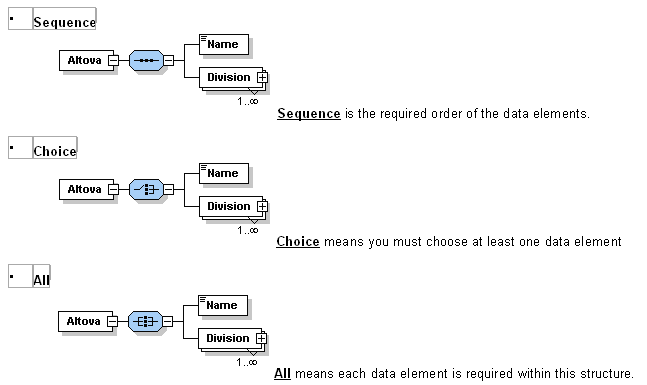 Sequence
Altova
Name
Division
1..∞
Sequence is the required order of the data elements.
Choice
Altova
Name
Division
1..∞
Choice means you must choose at least one data element
All
Altova
Name
Division
1..∞
All means each data element is required within this structure.